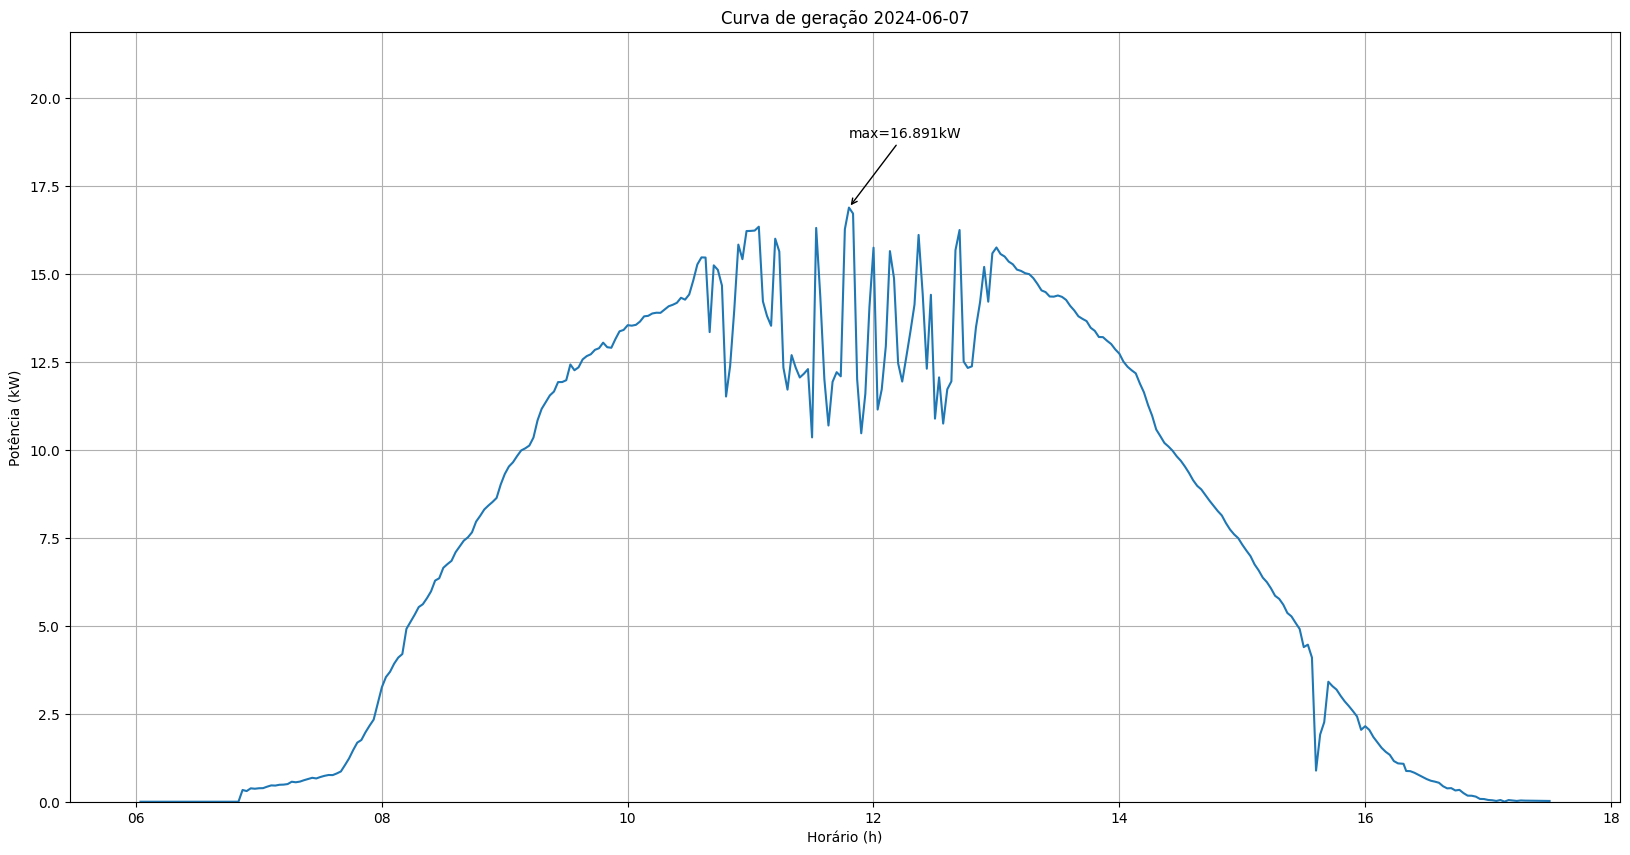 Curva de geração 2024-06-07
max=16.891kW
Potência (kW)
20.0
17.5
15.0
12.5
10.0
7.5
5.0
2.5
0.0
06 08 10 12 14 16 18
Horário (h)